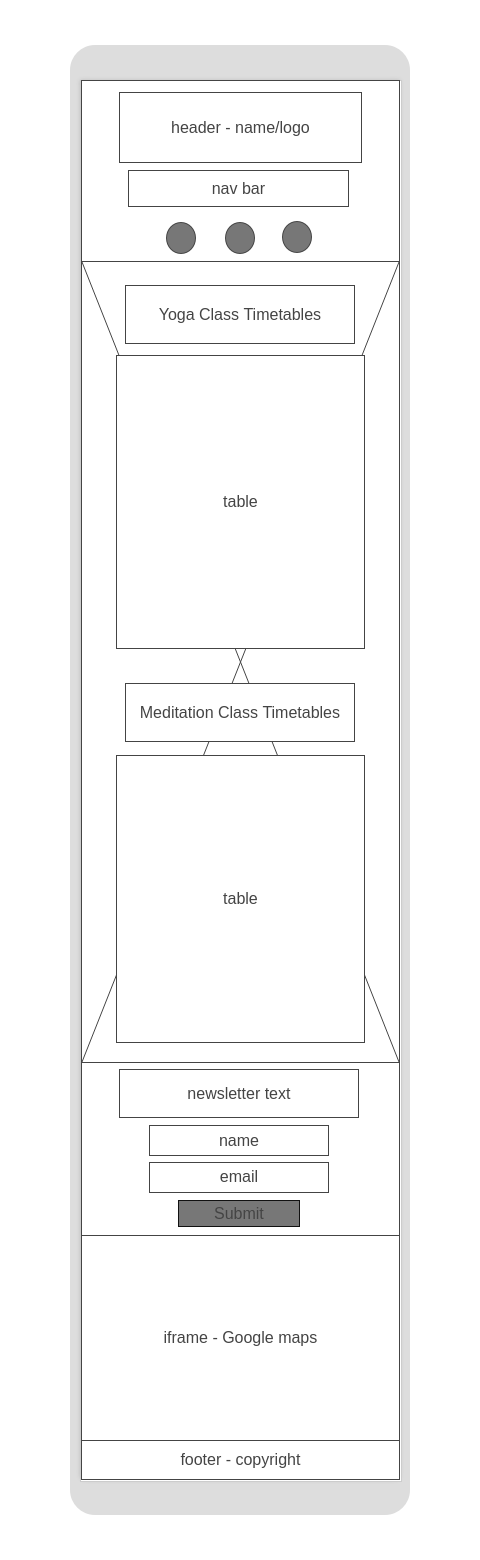 header - name/logo
nav bar
Yoga Class Timetables
table
Meditation Class Timetables
table
newsletter text
name
email
Submit
iframe - Google maps
footer - copyright